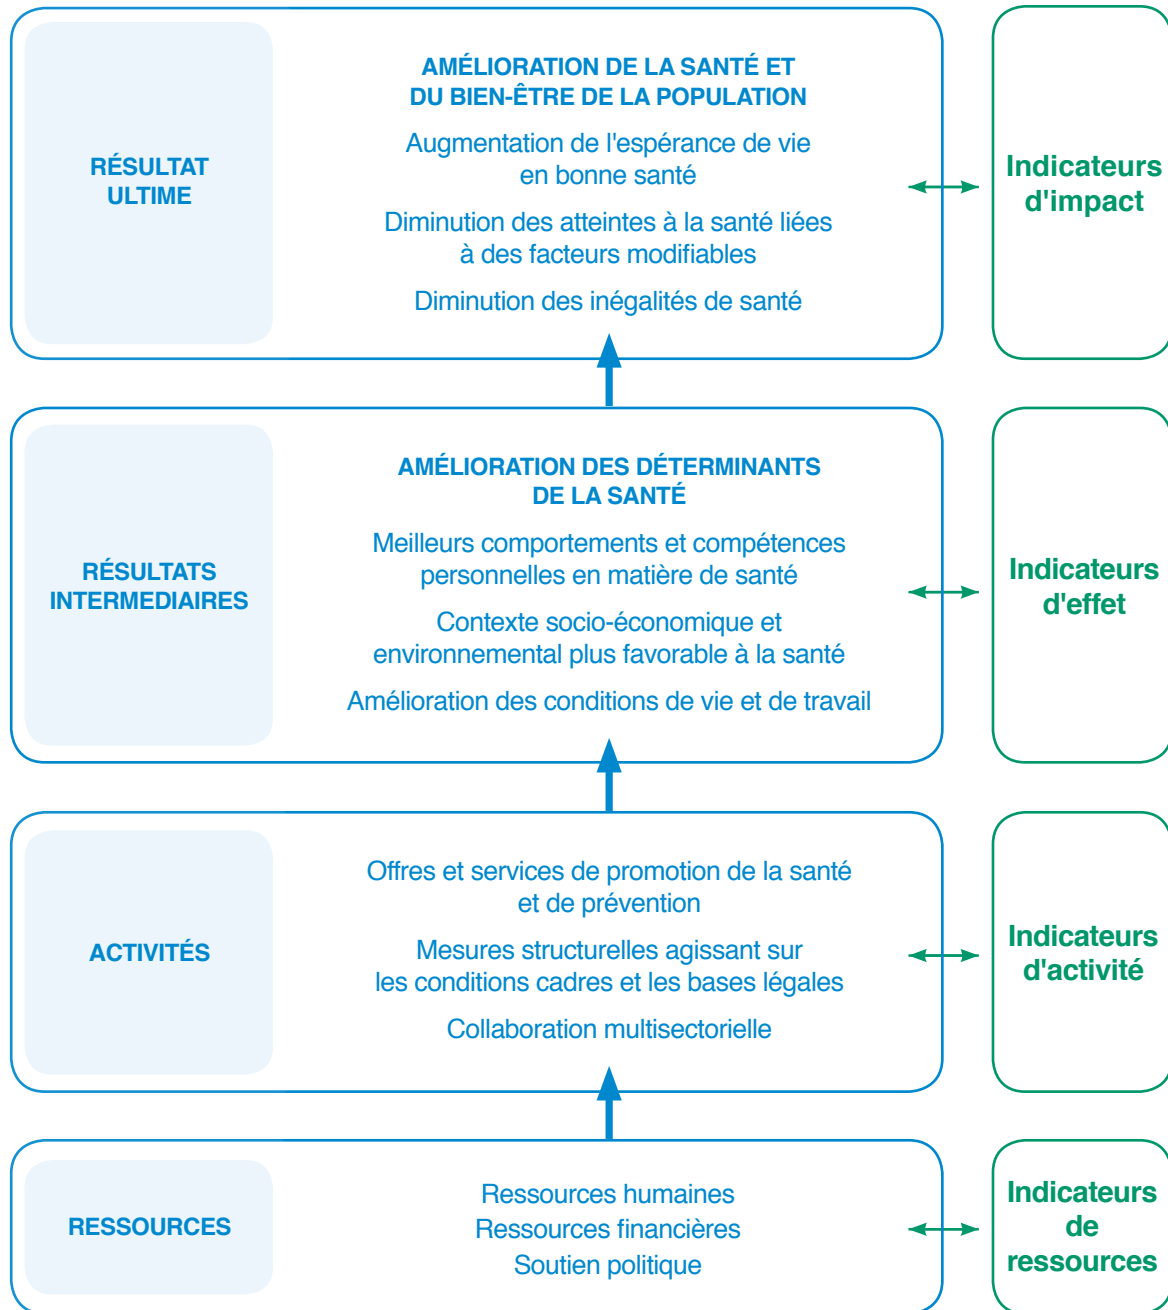 RÉSULTAT
ULTIME
AMÉLIORATION DE LA SANTÉ ET
DU BIEN-ÊTRE DE LA POPULATION
Augmentation de l'espérance de vie
en bonne santé
Diminution des atteintes à la santé liées
à des facteurs modifiables
Diminution des inégalités de santé
Indicateurs
d'impact
RÉSULTATS
INTERMEDIAIRES
AMÉLIORATION DES DÉTERMINANTS
DE LA SANTÉ
Meilleurs comportements et compétences
personnelles en matière de santé
Contexte socio-économique et
environnemental plus favorable à la santé
Amélioration des conditions de vie et de travail
Indicateurs
d'effet
ACTIVITÉS
Offres et services de promotion de la santé
et de prévention
Mesures structurelles agissant sur
les conditions cadres et les bases légales
Collaboration multisectorielle
Indicateurs
d'activité
RESSOURCES
Ressources humaines
Ressources financières
Soutien politique
Indicateurs
de
ressources